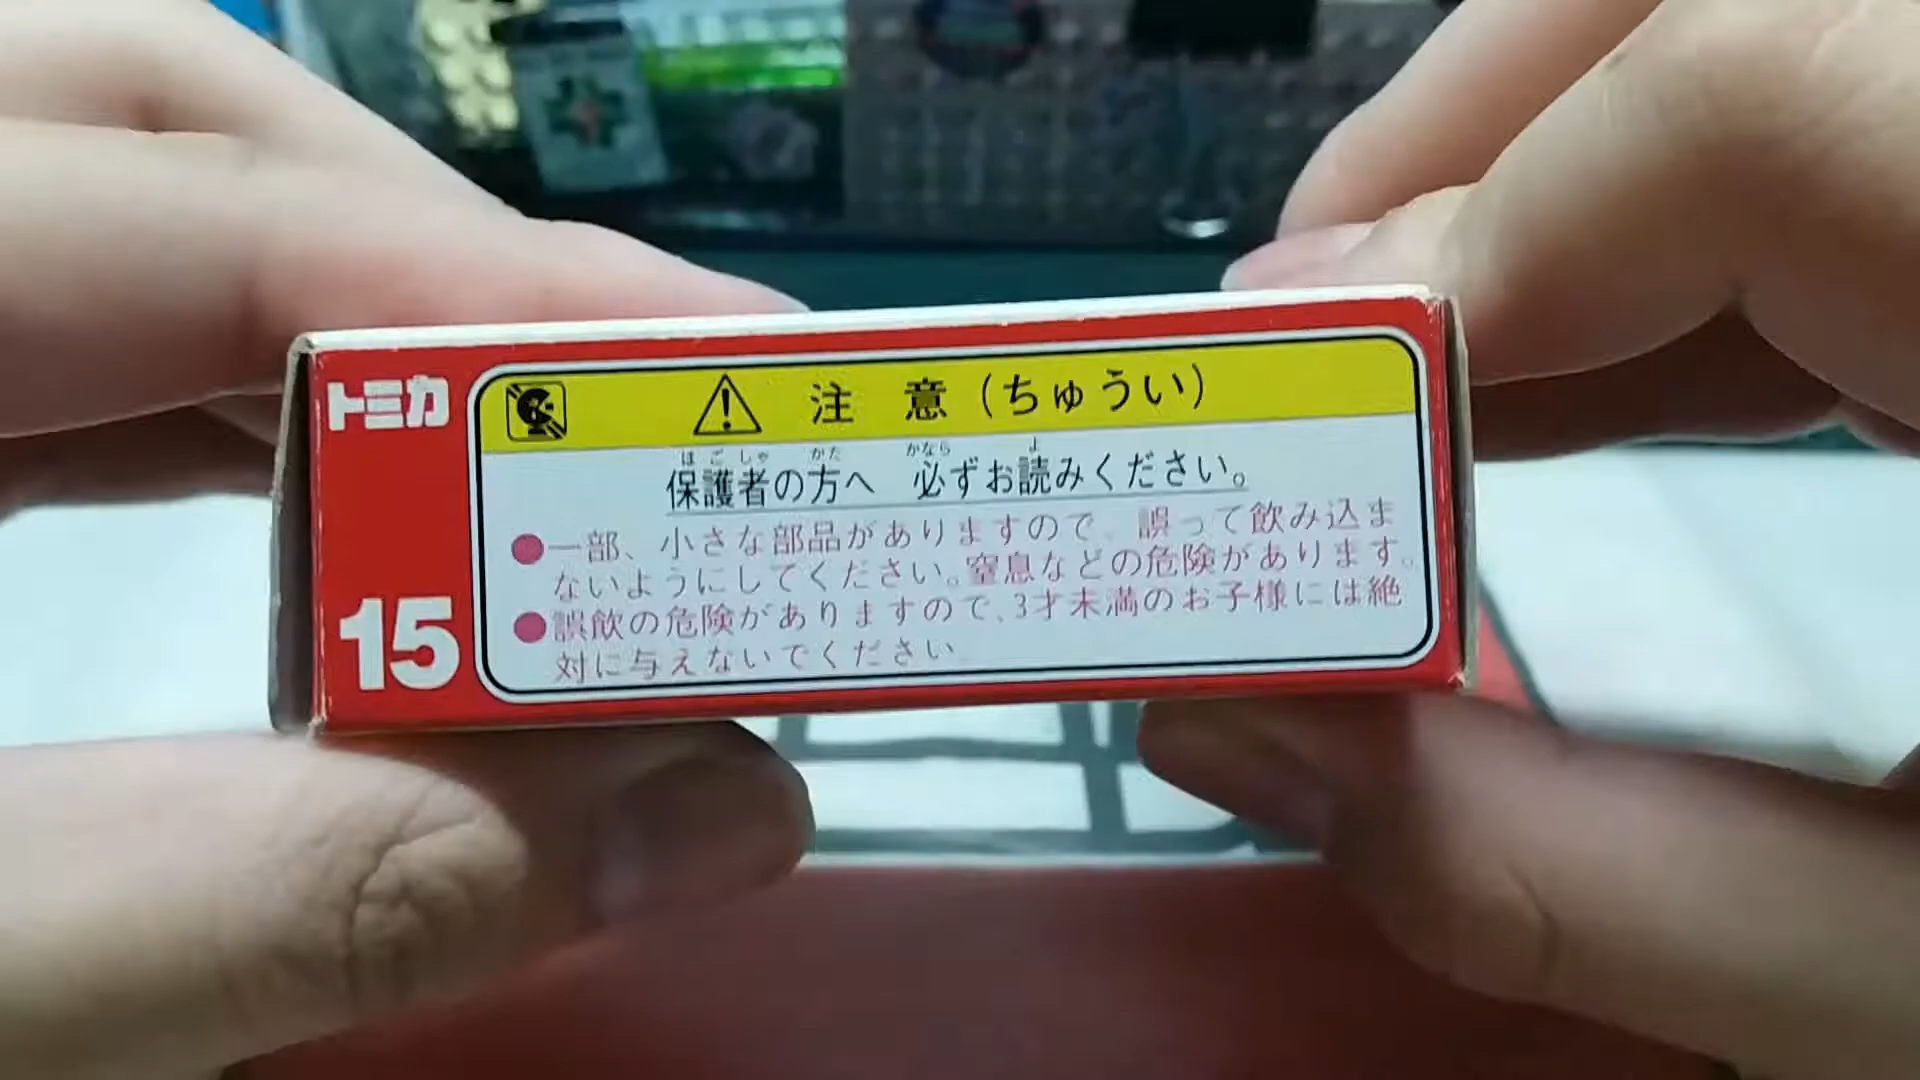 トミカ
15
注 意（ちゅうい）
ほ ご しゃ かた かなら よ
保護者の方へ 必ずお読みください。
●一部、小さな部品がありますので、誤って飲み込ま
ないようにしてください。窒息などの危険があります。
●誤飲の危険がありますので、3才未満のお子様には絶
対に与えないでください